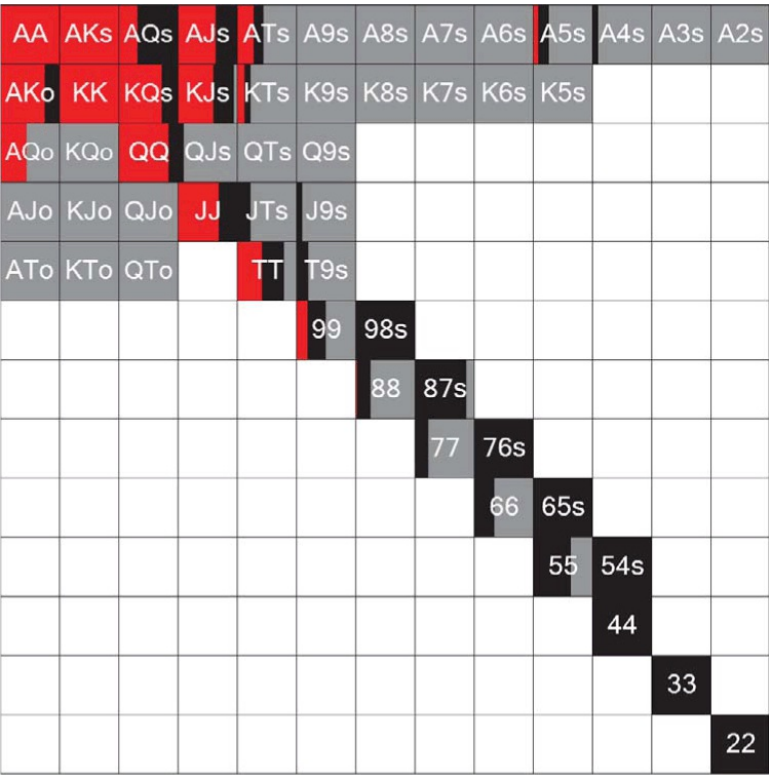 AA AKs AQs AJs ATs A9s A8s A7s A6s A5s A4s A3s A2s
AKo KK KQs KJs KTs K9s K8s K7s K6s K5s
AQo KQo QQ QJs QTs Q9s
AJo KJo QJo JJ JTs J9s
ATo KTo QTo TT T9s
99 98s
88 87s
77 76s
66 65s
55 54s
44
33
22